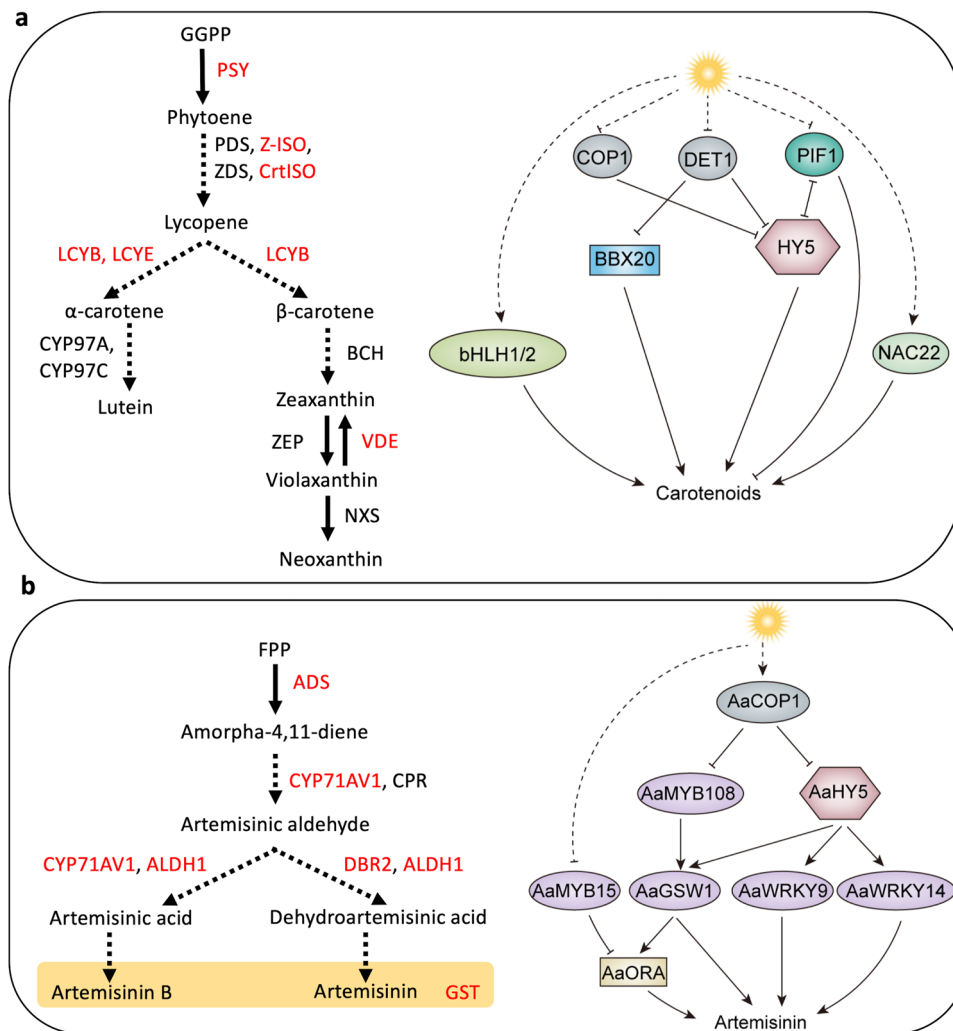 a
GGPP
PSY
Phytoene
PDS, Z-ISO,
ZDS, CrtISO
Lycopene
LCYB, LCYE
LCYB
α-carotene
β-carotene
CYP97A,
CYP97C
BCH
Lutein
Zeaxanthin
ZEP
VDE
Violaxanthin
NXS
Neoxanthin
COP1
DET1
PIF1
BBX20
HY5
bHLH1/2
NAC22
Carotenoids
b
FPP
ADS
Amorpha-4,11-diene
CYP71AV1, CPR
Artemisinic aldehyde
CYP71AV1, ALDH1
DBR2, ALDH1
Artemisinic acid
Dehydroartemisinic acid
Artemisinin B
Artemisinin
GST
AaCOP1
AaMYB108
AaHY5
AaMYB15
AaGSW1
AaWRKY9
AaWRKY14
AaORA
Artemisinin